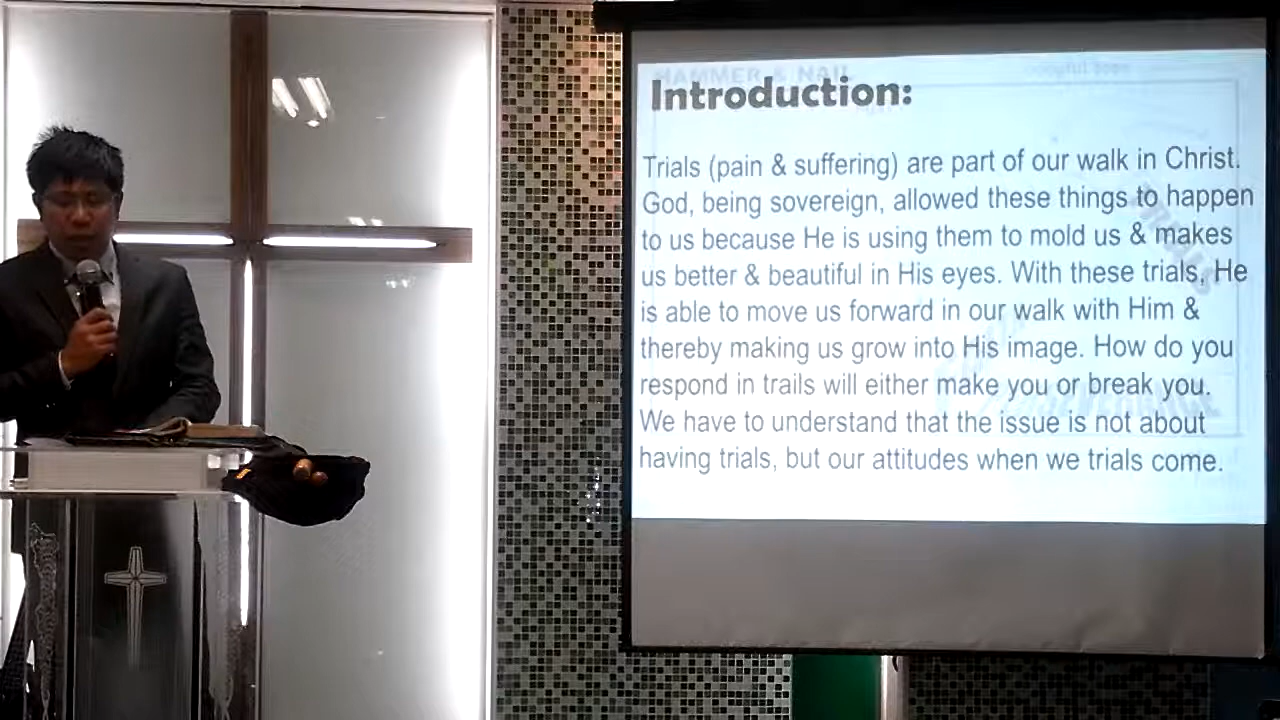 HAMMER & NAIL
Introduction:
Trials (pain & suffering) are part of our walk in Christ.
God, being sovereign, allowed these things to happen
to us because He is using them to mold us & makes
us better & beautiful in His eyes. With these trials, He
is able to move us forward in our walk with Him &
thereby making us grow into His image. How do you
respond in trails will either make you or break you.
We have to understand that the issue is not about
having trials, but our attitudes when we trials come.